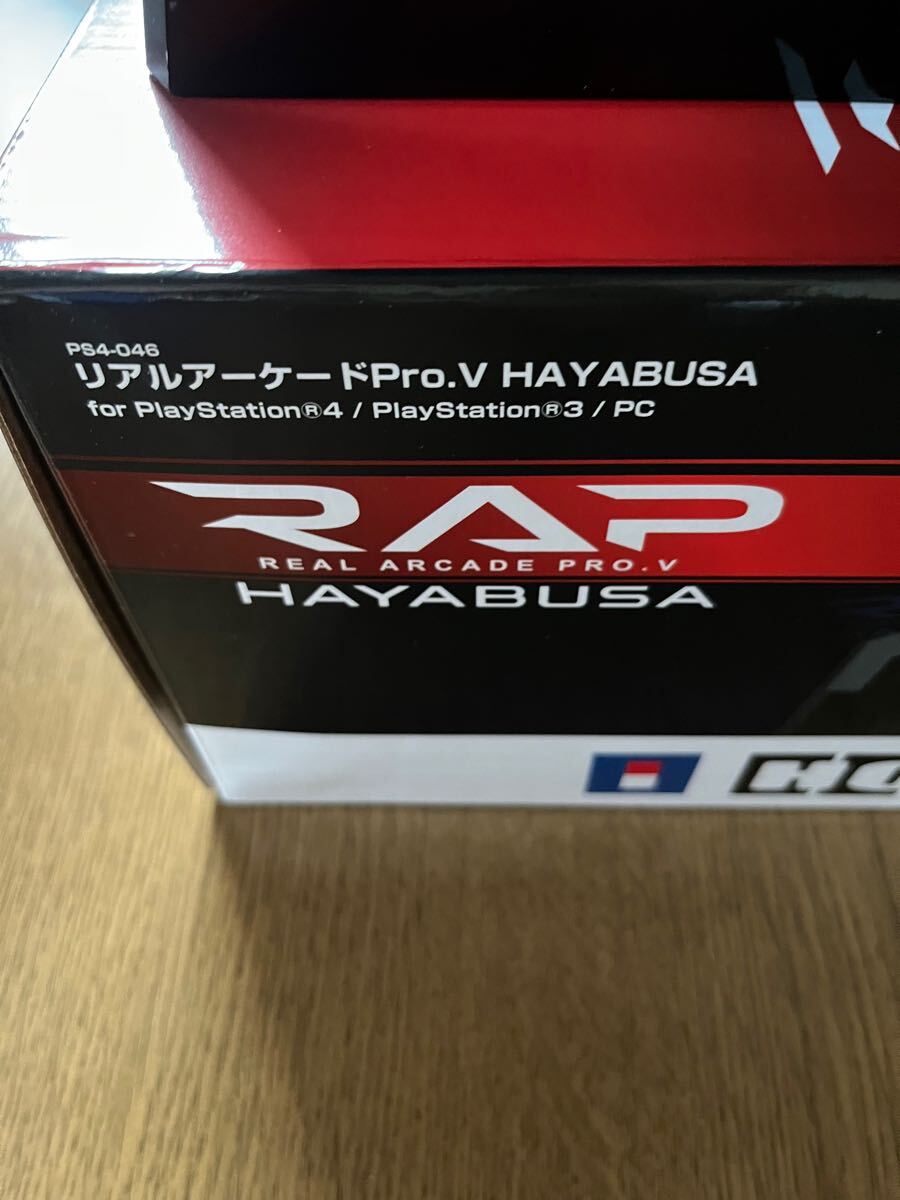 PS4-046
リアルアーケードPro.V HAYABUSA
for PlayStation®4 / PlayStation®3 / PC
RAP
REAL ARCADE PRO.V
HAYABUSA